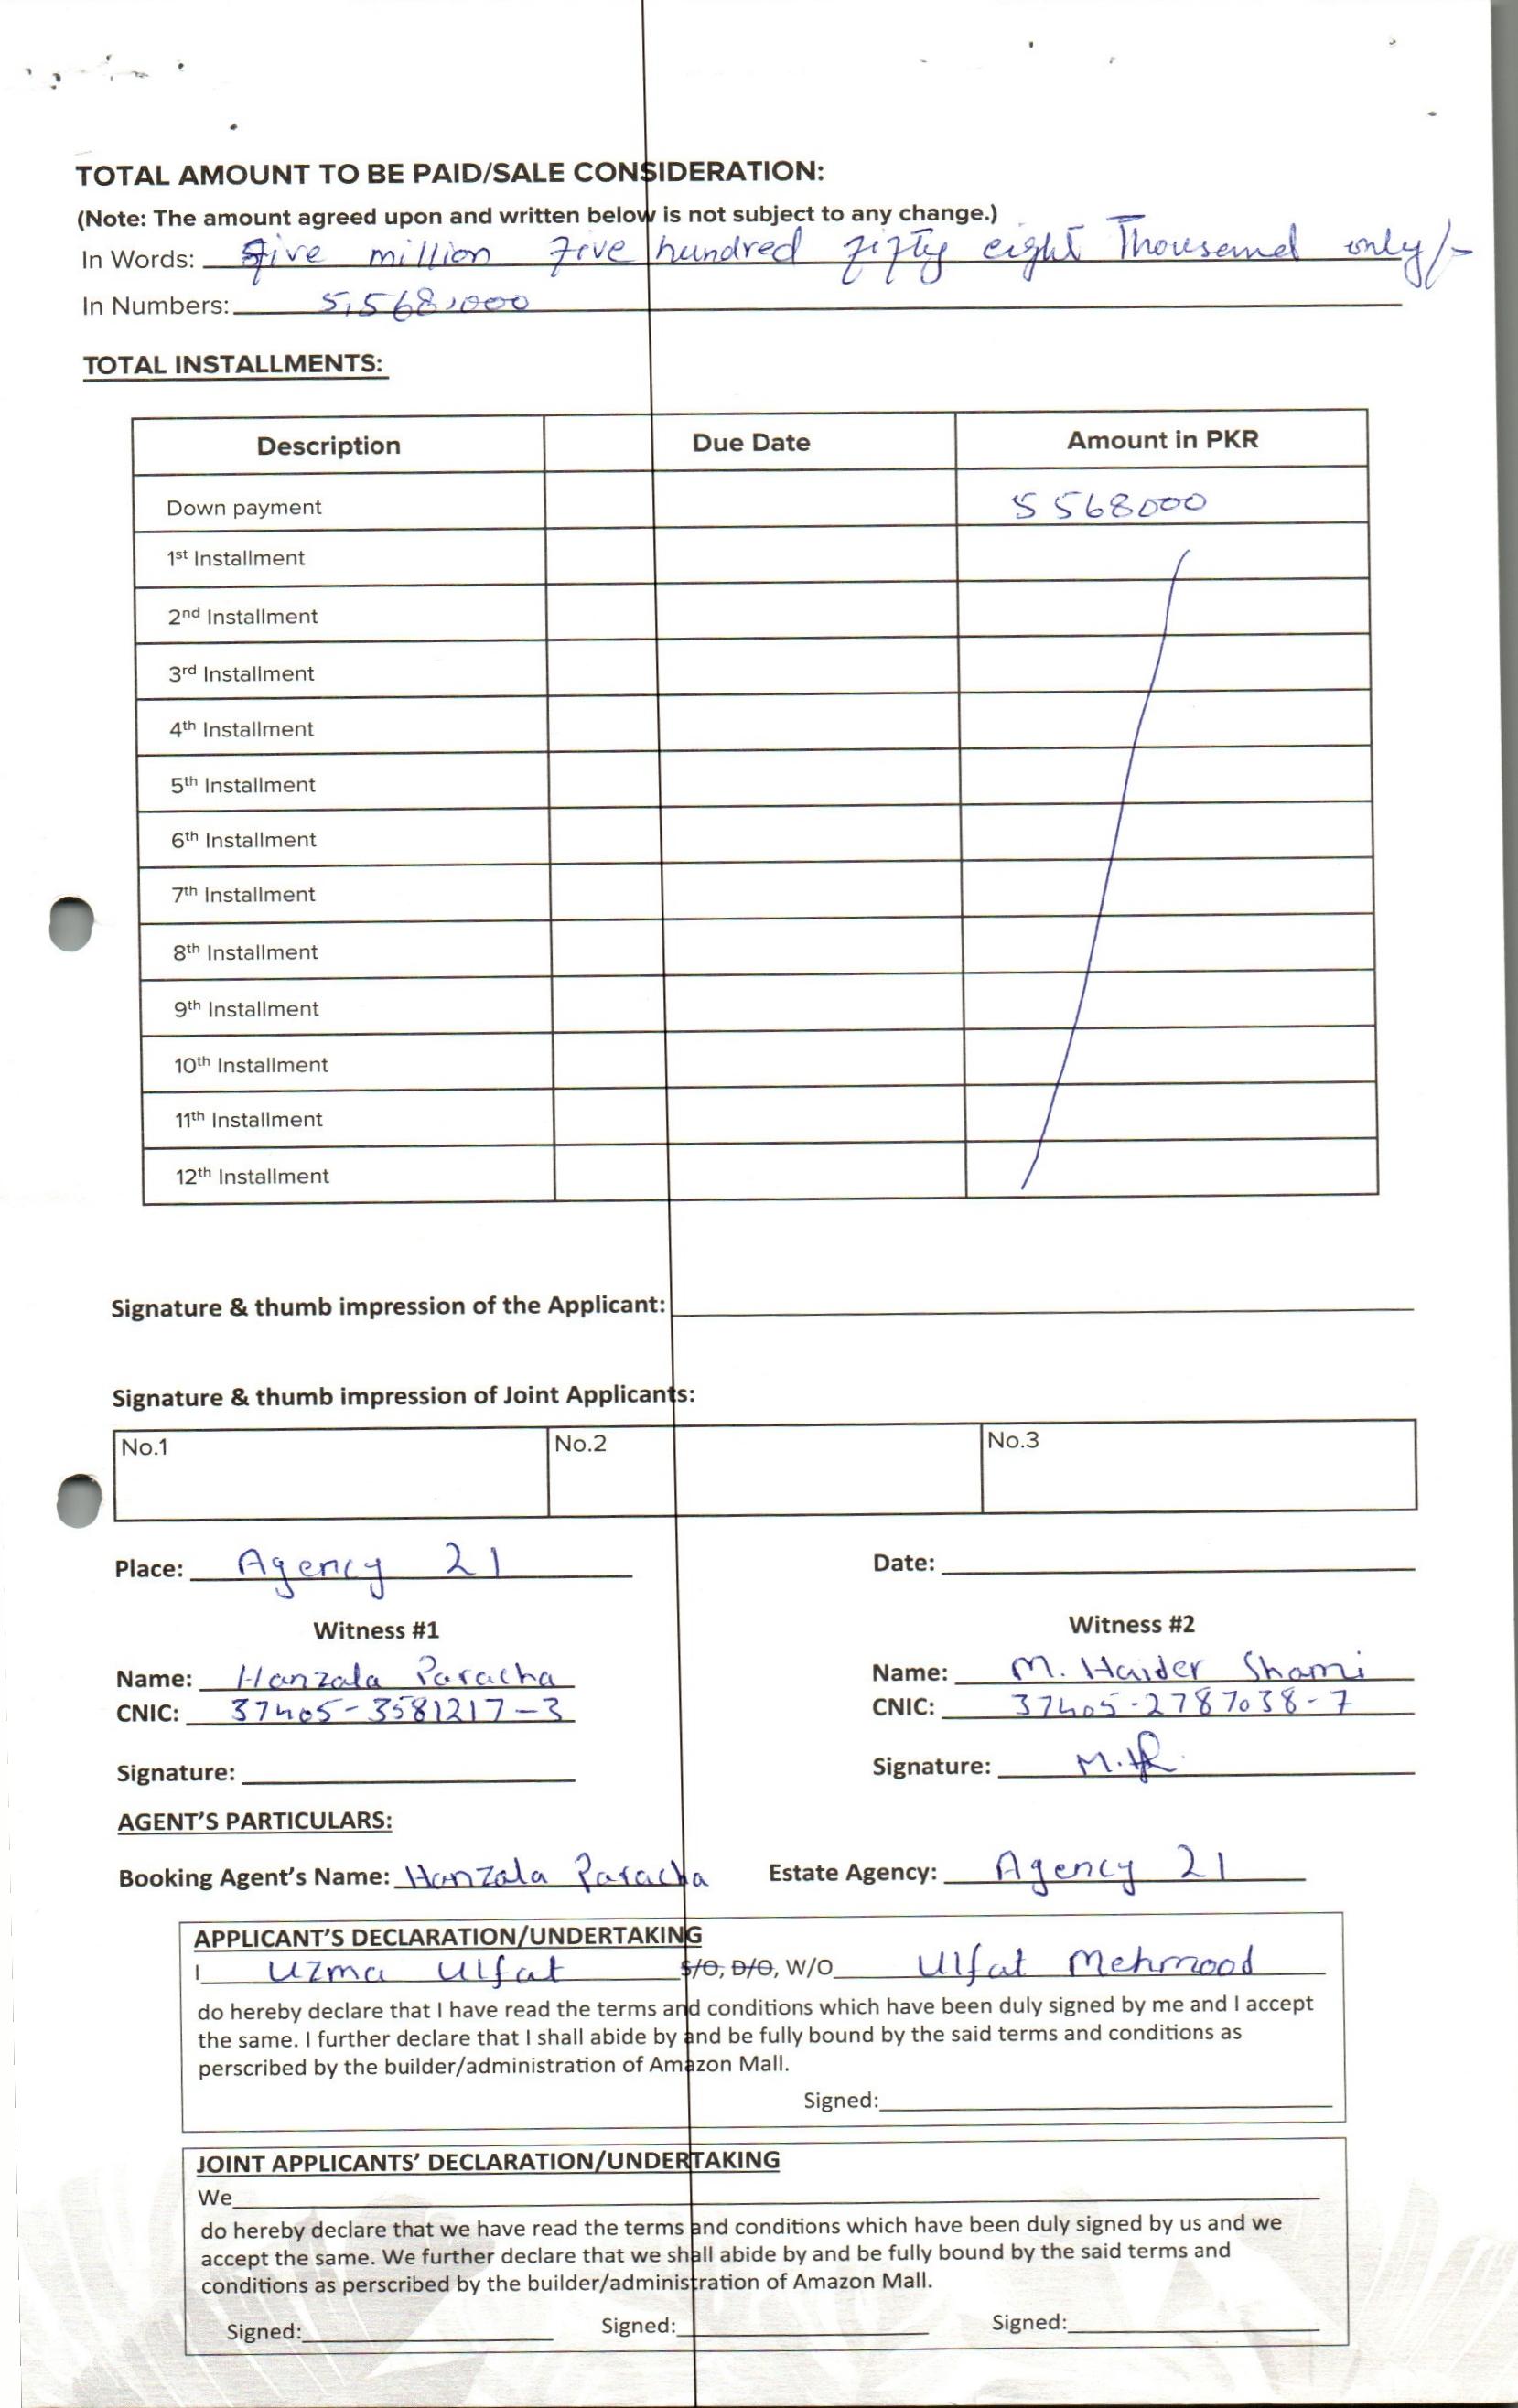 TOTAL AMOUNT TO BE PAID/SALE CONSIDERATION:
(Note: The amount agreed upon and written below is not subject to any change.)
In Words: Five million Five hundred fifty eight Thousand only/-
In Numbers: 5,568,000
TOTAL INSTALLMENTS:
Description Due Date Amount in PKR
Down payment 5568000
1st Installment
2nd Installment
3rd Installment
4th Installment
5th Installment
6th Installment
7th Installment
8th Installment
9th Installment
10th Installment
11th Installment
12th Installment
Signature & thumb impression of the Applicant:
Signature & thumb impression of Joint Applicants:
No.1 No.2 No.3
Place: Agency 21 Date:
Witness #1 Witness #2
Name: Hanzala Paracha Name: M. Haider Shami
CNIC: 37405-3581217-3 CNIC: 37405-2787038-7
Signature: Signature:
AGENT'S PARTICULARS:
Booking Agent's Name: Hanzala Paracha Estate Agency: Agency 21
APPLICANT'S DECLARATION/UNDERTAKING
I Uzma Ulfat S/O, D/O, W/O Ulfat Mehmood
do hereby declare that I have read the terms and conditions which have been duly signed by me and I accept
the same. I further declare that I shall abide by and be fully bound by the said terms and conditions as
perscribed by the builder/administration of Amazon Mall.
Signed:
JOINT APPLICANTS' DECLARATION/UNDERTAKING
We
do hereby declare that we have read the terms and conditions which have been duly signed by us and we
accept the same. We further declare that we shall abide by and be fully bound by the said terms and
conditions as perscribed by the builder/administration of Amazon Mall.
Signed: Signed: Signed: